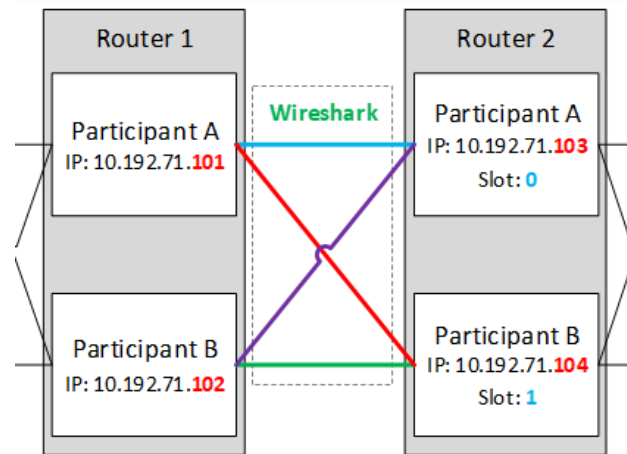 Router 1
Router 2
Wireshark
Participant A
IP: 10.192.71.101
Participant A
IP: 10.192.71.103
Slot: 0
Participant B
IP: 10.192.71.102
Participant B
IP: 10.192.71.104
Slot: 1